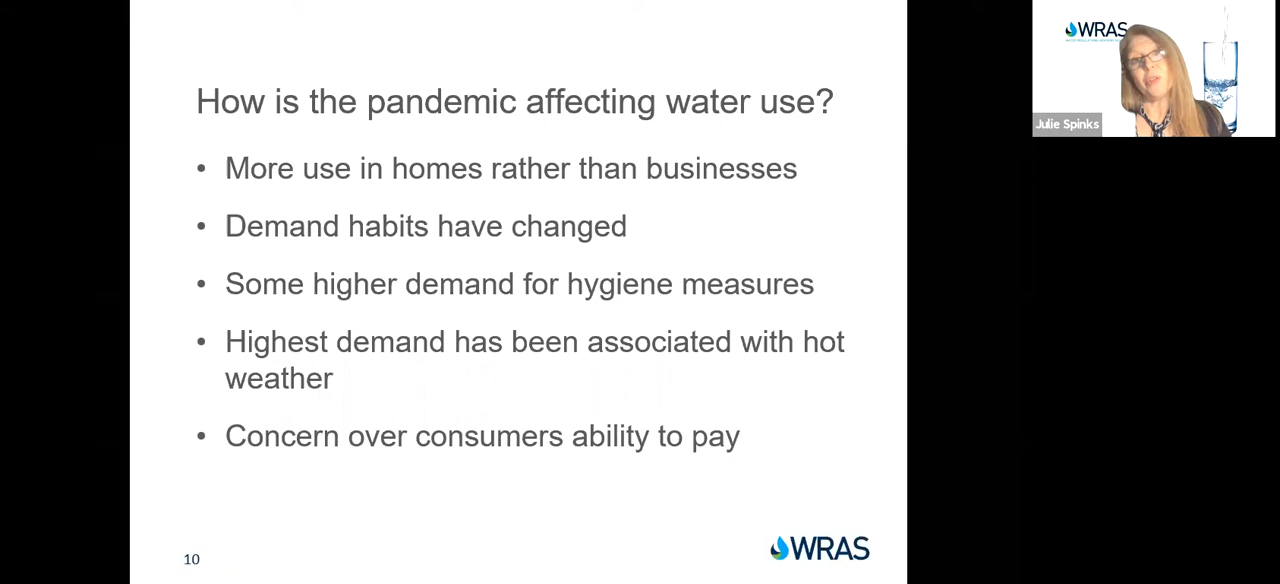 How is the pandemic affecting water use?
• More use in homes rather than businesses
• Demand habits have changed
• Some higher demand for hygiene measures
• Highest demand has been associated with hot
weather
• Concern over consumers ability to pay
10
WRAS
WRAS
Julie Spinks